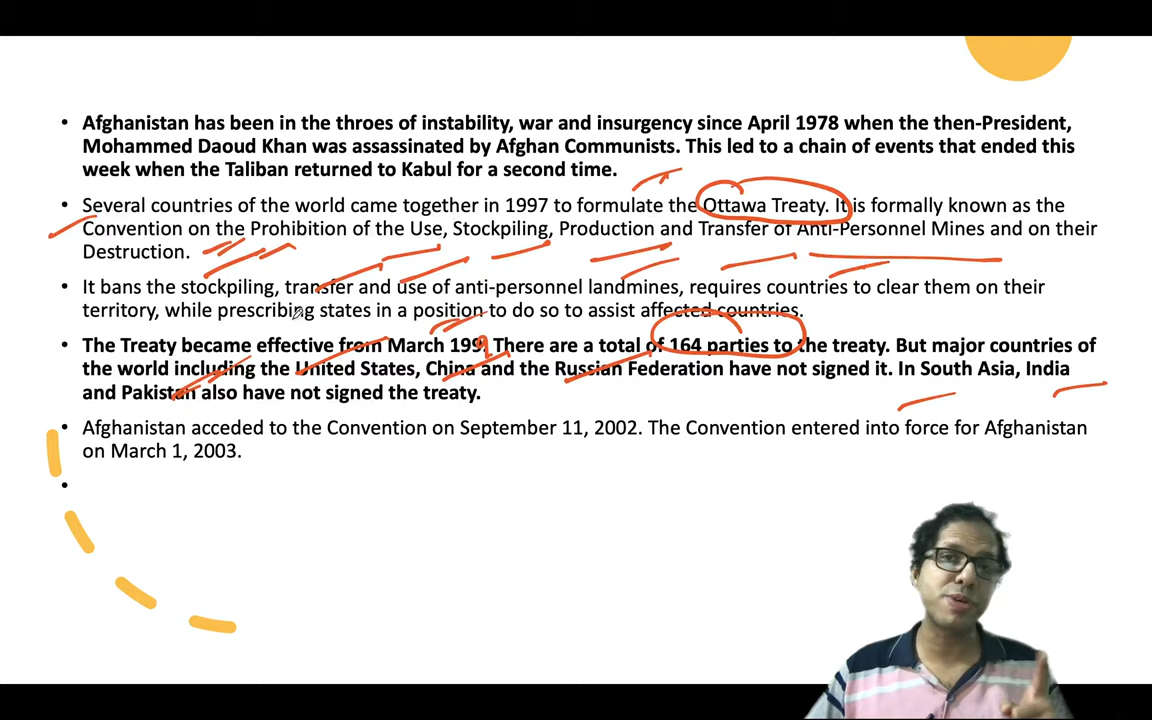 • Afghanistan has been in the throes of instability, war and insurgency since April 1978 when the then-President,
Mohammed Daoud Khan was assassinated by Afghan Communists. This led to a chain of events that ended this
week when the Taliban returned to Kabul for a second time.
• Several countries of the world came together in 1997 to formulate the Ottawa Treaty. It is formally known as the
Convention on the Prohibition of the Use, Stockpiling, Production and Transfer of Anti-Personnel Mines and on their
Destruction.
• It bans the stockpiling, transfer and use of anti-personnel landmines, requires countries to clear them on their
territory, while prescribing states in a position to do so to assist affected countries.
• The Treaty became effective from March 1999 There are a total of 164 parties to the treaty. But major countries of
the world including the United States, China and the Russian Federation have not signed it. In South Asia, India
and Pakistan also have not signed the treaty.
• Afghanistan acceded to the Convention on September 11, 2002. The Convention entered into force for Afghanistan
on March 1, 2003.
•